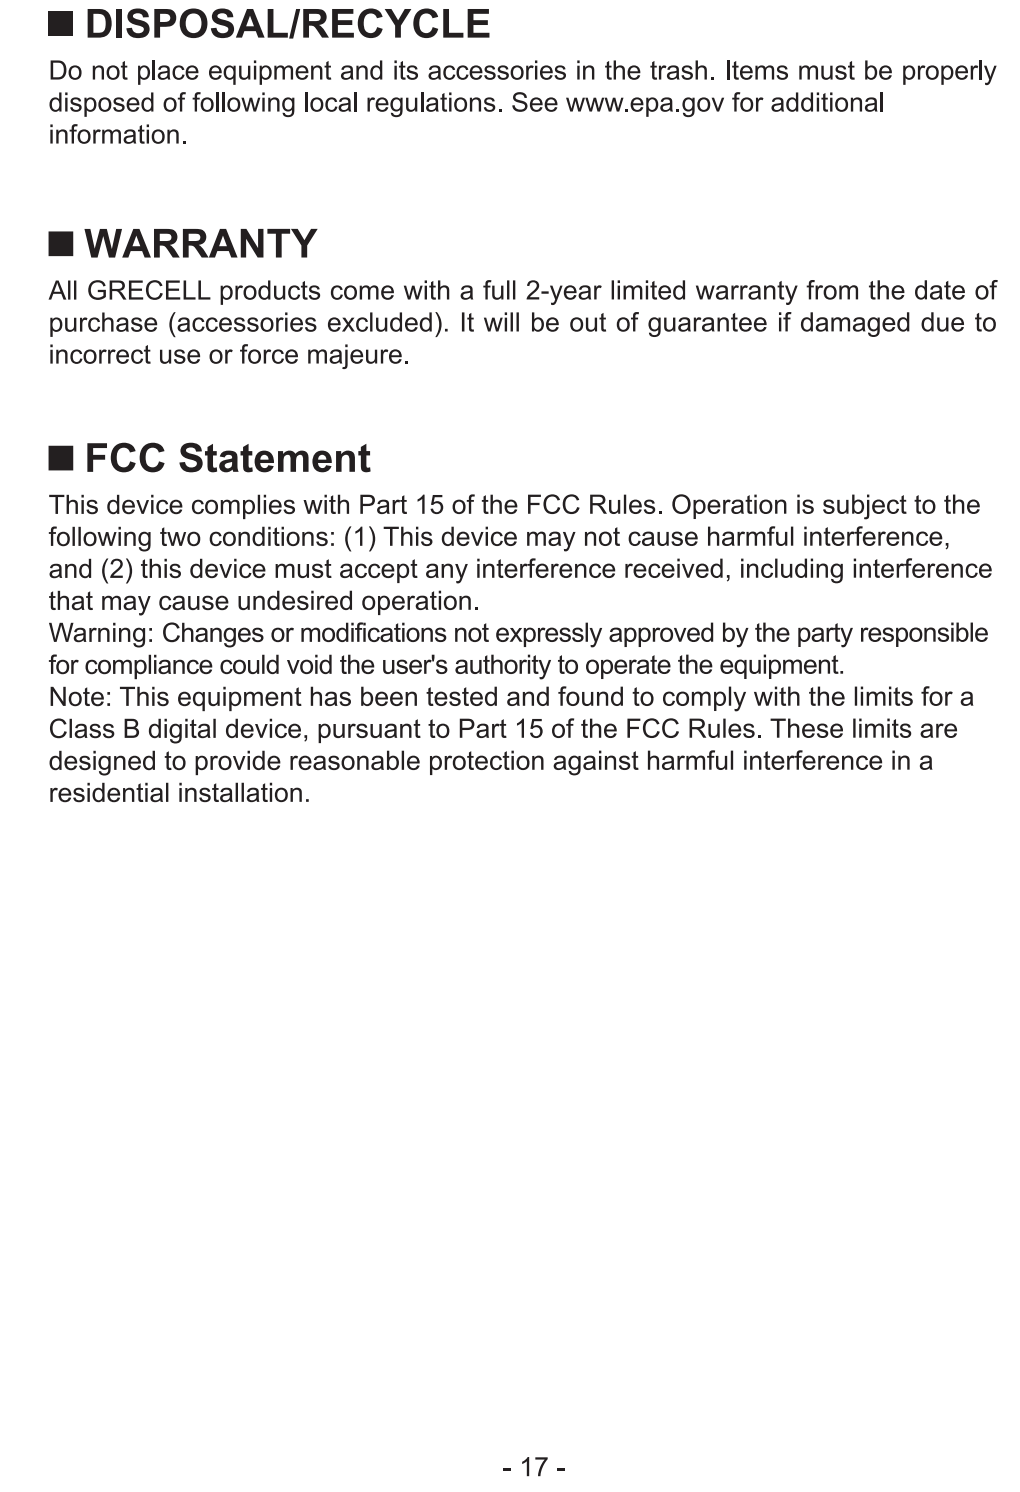 ■ DISPOSAL/RECYCLE
Do not place equipment and its accessories in the trash. Items must be properly
disposed of following local regulations. See www.epa.gov for additional
information.
■ WARRANTY
All GRECELL products come with a full 2-year limited warranty from the date of
purchase (accessories excluded). It will be out of guarantee if damaged due to
incorrect use or force majeure.
■ FCC Statement
This device complies with Part 15 of the FCC Rules. Operation is subject to the
following two conditions: (1) This device may not cause harmful interference,
and (2) this device must accept any interference received, including interference
that may cause undesired operation.
Warning: Changes or modifications not expressly approved by the party responsible
for compliance could void the user's authority to operate the equipment.
Note: This equipment has been tested and found to comply with the limits for a
Class B digital device, pursuant to Part 15 of the FCC Rules. These limits are
designed to provide reasonable protection against harmful interference in a
residential installation.
- 17 -